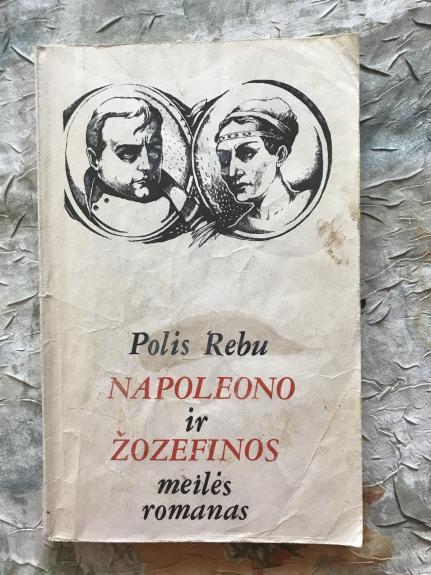 Polis Rebu
NAPOLEONO
ir
ŽOZEFINOS
meilės
romanas